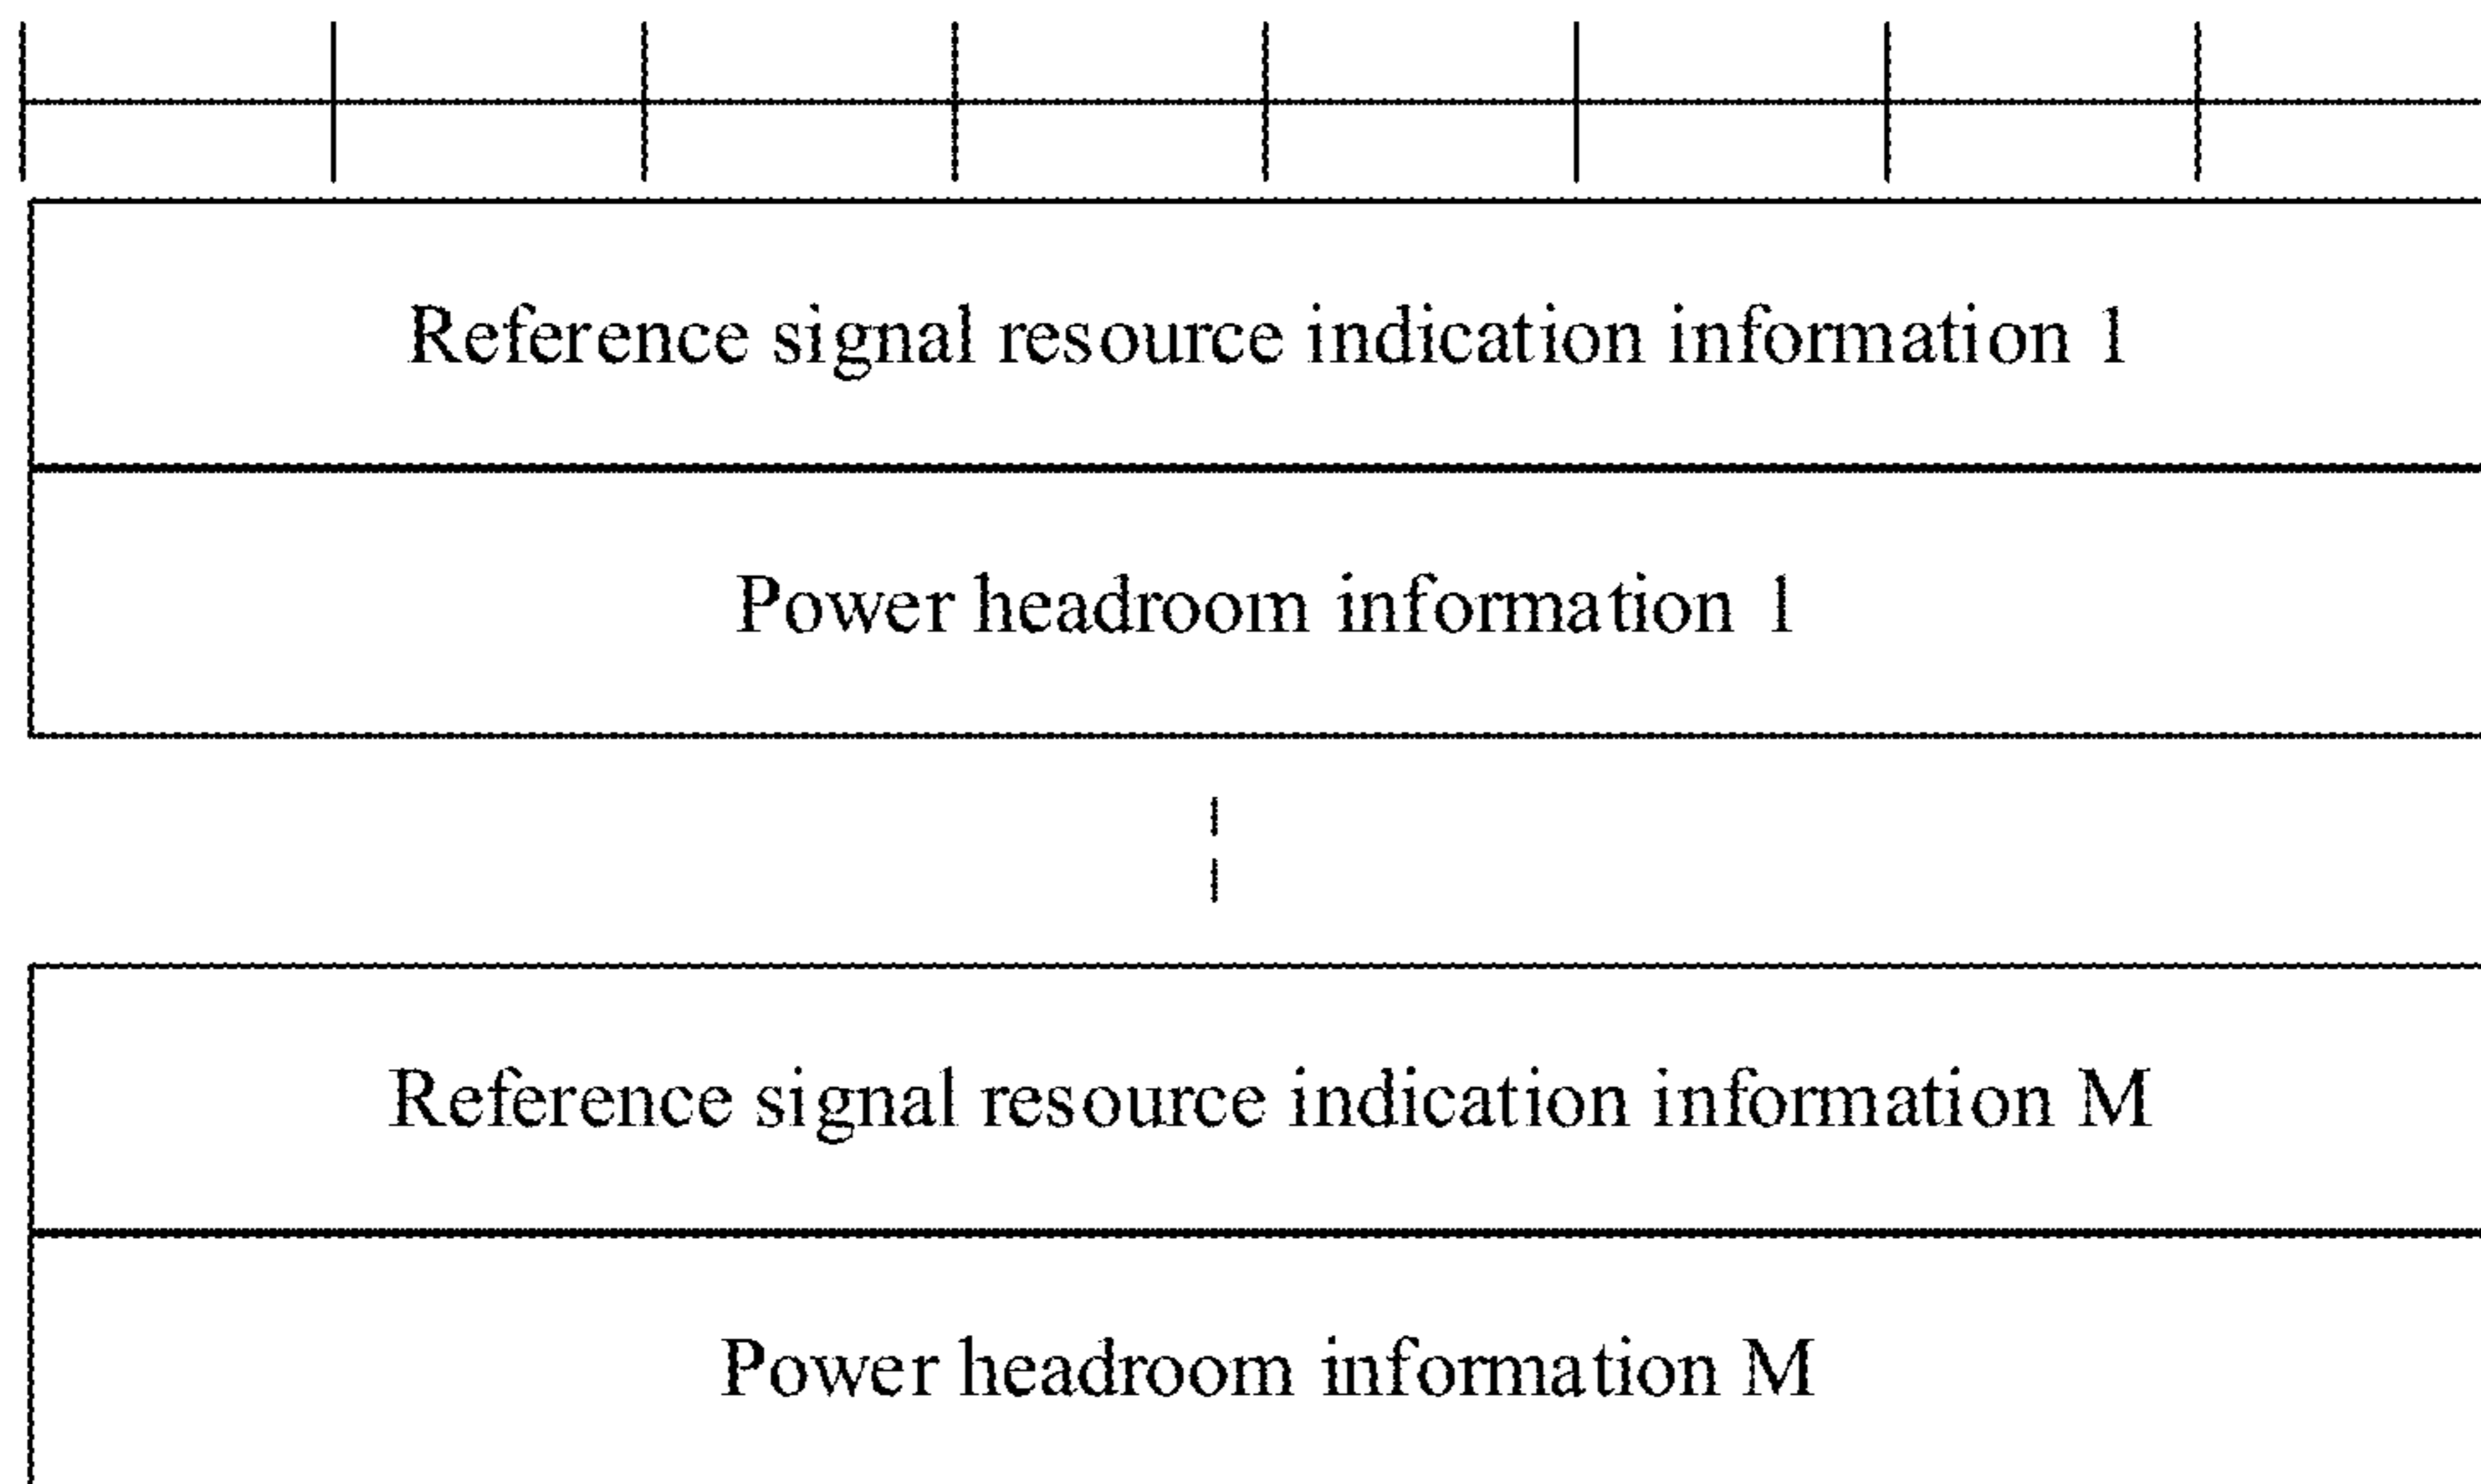 Reference signal resource indication information 1
Power headroom information 1
Reference signal resource indication information M
Power headroom information M